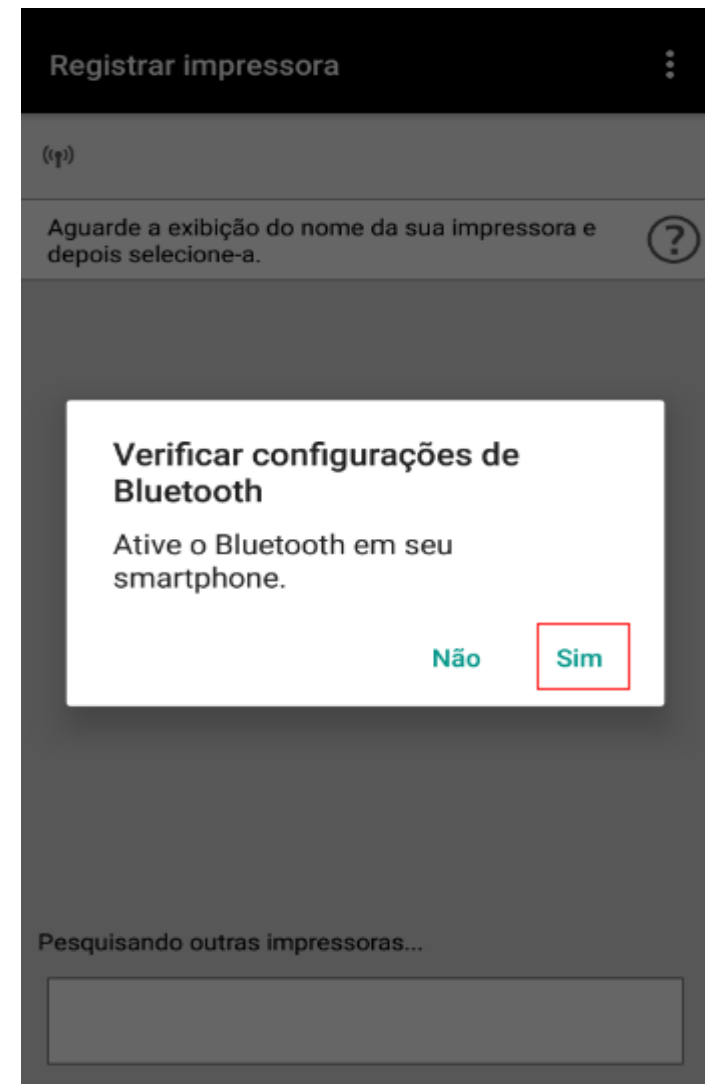 Registrar impressora
Aguarde a exibição do nome da sua impressora e
depois selecione-a.
?
Verificar configurações de
Bluetooth
Ative o Bluetooth em seu
smartphone.
Não Sim
Pesquisando outras impressoras...